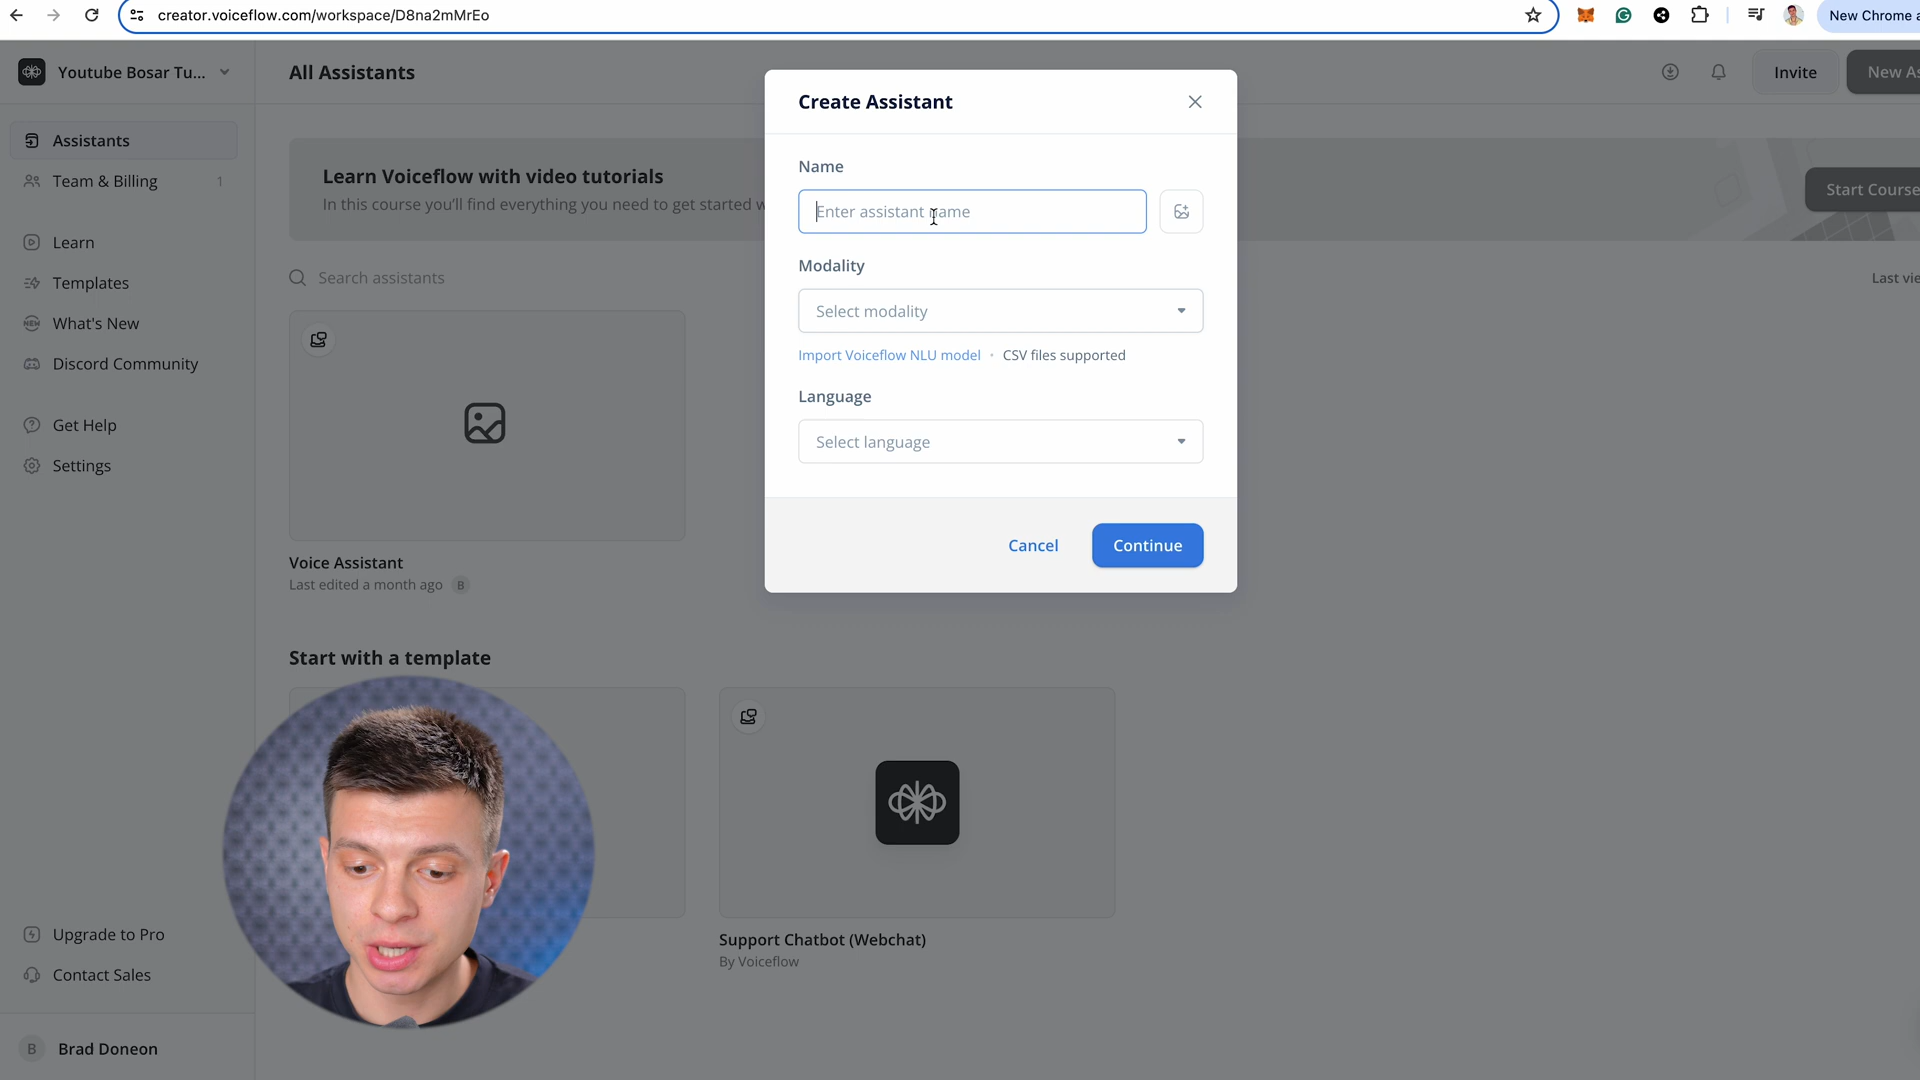 creator.voiceflow.com/workspace/D8na2mMrEo
New Chrome a
Youtube Bosar Tu...
All Assistants
Invite
New As
Create Assistant
Assistants
Team & Billing
1
Learn Voiceflow with video tutorials
In this course you'll find everything you need to get started w
Start Course
Name
Enter assistant name
Learn
Templates
What's New
NEW
Discord Community
Get Help
Settings
Search assistants
Last vie
Modality
Select modality
Import Voiceflow NLU model • CSV files supported
Language
Select language
Cancel
Continue
Voice Assistant
Last edited a month ago
B
Start with a template
Support Chatbot (Webchat)
By Voiceflow
Upgrade to Pro
Contact Sales
B
Brad Doneon